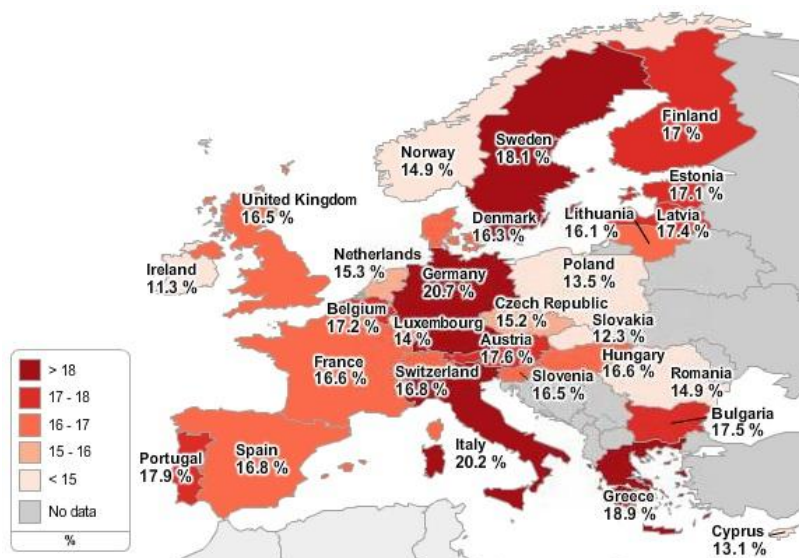 Finland
17 %
Sweden
18.1 %
Norway
14.9 %
Estonia
17.1 %
United Kingdom
16.5 %
Denmark
16.3 %
Lithuania
16.1 %
Latvia
17.4 %
Netherlands
15.3 %
Ireland
11.3 %
Germany
20.7 %
Poland
13.5 %
Belgium
17.2 %
Czech Republic
15.2 %
Luxembourg
14 %
Slovakia
12.3 %
Austria
17.6 %
France
16.6 %
Switzerland
16.8 %
Hungary
16.6 %
Slovenia
16.5 %
Romania
14.9 %
Bulgaria
17.5 %
Portugal
17.9 %
Spain
16.8 %
Italy
20.2 %
Greece
18.9 %
Cyprus
13.1 %
> 18
17 - 18
16 - 17
15 - 16
< 15
No data
%